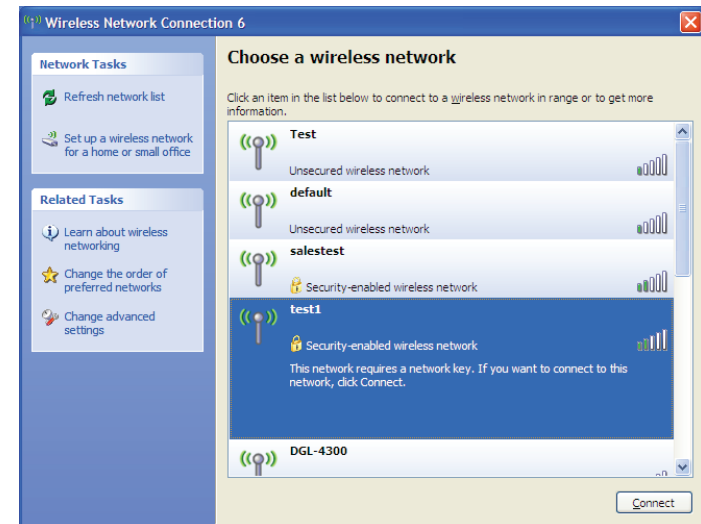 Wireless Network Connection 6
Network Tasks
Refresh network list
Set up a wireless network
for a home or small office
Related Tasks
Learn about wireless
networking
Change the order of
preferred networks
Change advanced
settings
Choose a wireless network
Click an item in the list below to connect to a wireless network in range or to get more
information.
Test
Unsecured wireless network
default
Unsecured wireless network
salestest
Security-enabled wireless network
test1
Security-enabled wireless network
This network requires a network key. If you want to connect to this
network, click Connect.
DGL-4300
Connect